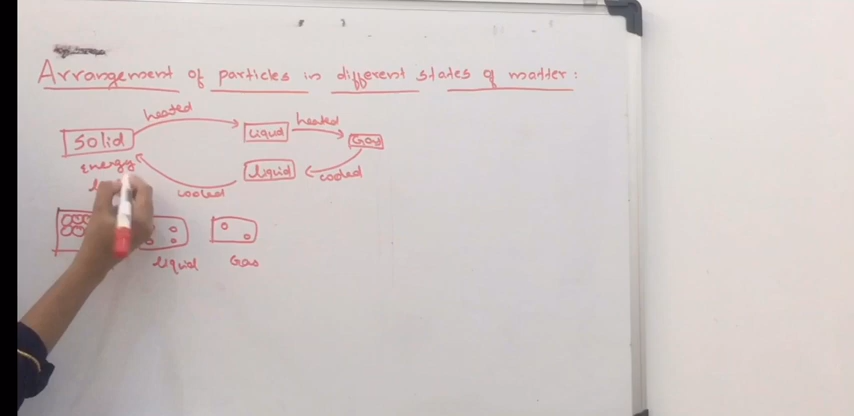 Arrangement of particles in different states of matter:
heated
heated
Solid
Liquid
Gas
energy
liquid
cooled
cooled
liquid
Gas